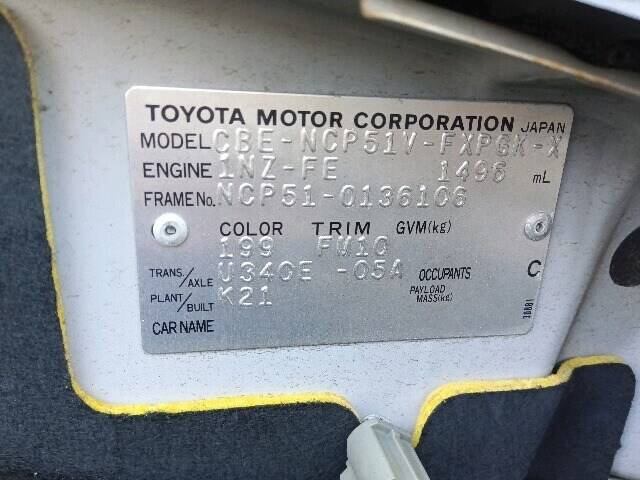 TOYOTA MOTOR CORPORATION JAPAN
MODEL CBE-NCP51V-FXPGK-X
ENGINE 1NZ-FE 1496 mL
FRAME No. NCP51-0136106
COLOR TRIM GVM(kg)
199 FM10
TRANS./AXLE U340E -05A OCCUPANTS C
PLANT/BUILT K21 PAYLOAD MASS(kg)
CAR NAME